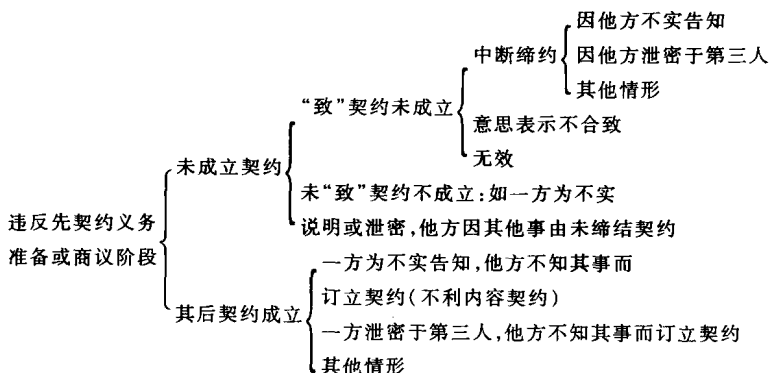 因他方不实告知
中断缔约
因他方泄密于第三人
其他情形
“致”契约未成立
意思表示不合致
无效
未成立契约
未“致”契约不成立:如一方为不实
说明或泄密,他方因其他事由未缔结契约
违反先契约义务
准备或商议阶段
一方为不实告知,他方不知其事而
订立契约(不利内容契约)
其后契约成立
一方泄密于第三人,他方不知其事而订立契约
其他情形